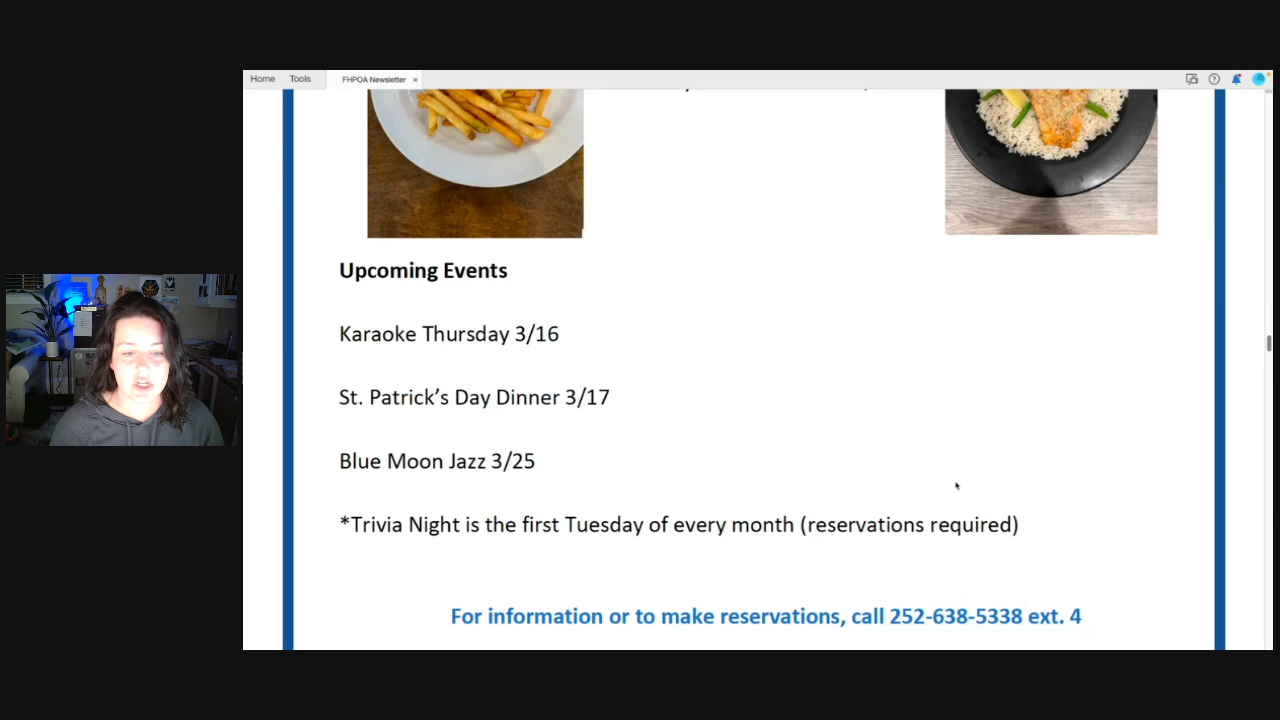 Home Tools FHPOA Newsletter ×
Upcoming Events
Karaoke Thursday 3/16
St. Patrick’s Day Dinner 3/17
Blue Moon Jazz 3/25
*Trivia Night is the first Tuesday of every month (reservations required)
For information or to make reservations, call 252-638-5338 ext. 4